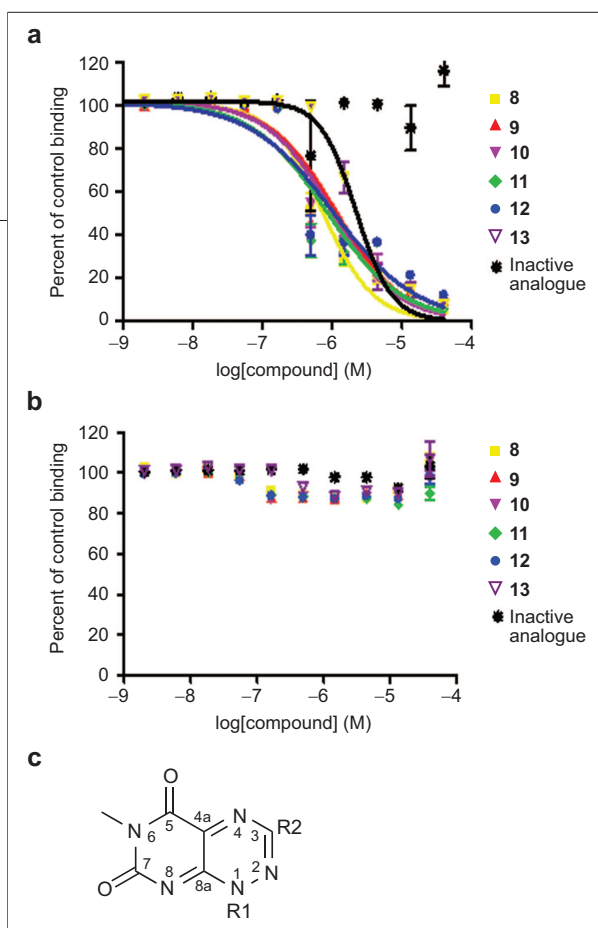 a
120
100
80
60
40
20
0
Percent of control binding
–9 –8 –7 –6 –5 –4
log[compound] (M)
8
9
10
11
12
13
Inactive
analogue
b
120
100
80
60
40
20
0
Percent of control binding
–9 –8 –7 –6 –5 –4
log[compound] (M)
8
9
10
11
12
13
Inactive
analogue
c
O
5 4a N
N 6 4 3 R2
7 8 1 2 N
O N 8a N
R1